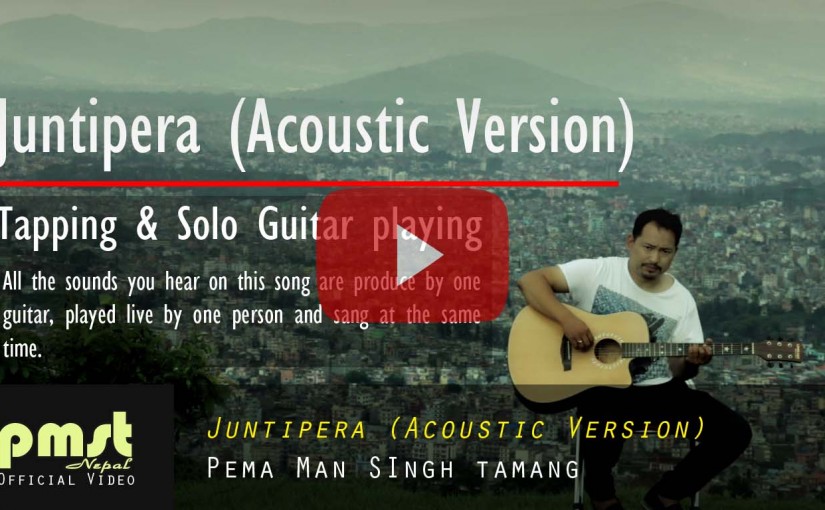 Juntipera (Acoustic Version)
Tapping & Solo Guitar playing
All the sounds you hear on this song are produce by one
guitar, played live by one person and sang at the same
time.
pmst
Nepal
Official Video
Juntipera (Acoustic Version)
Pema Man SIngh tamang